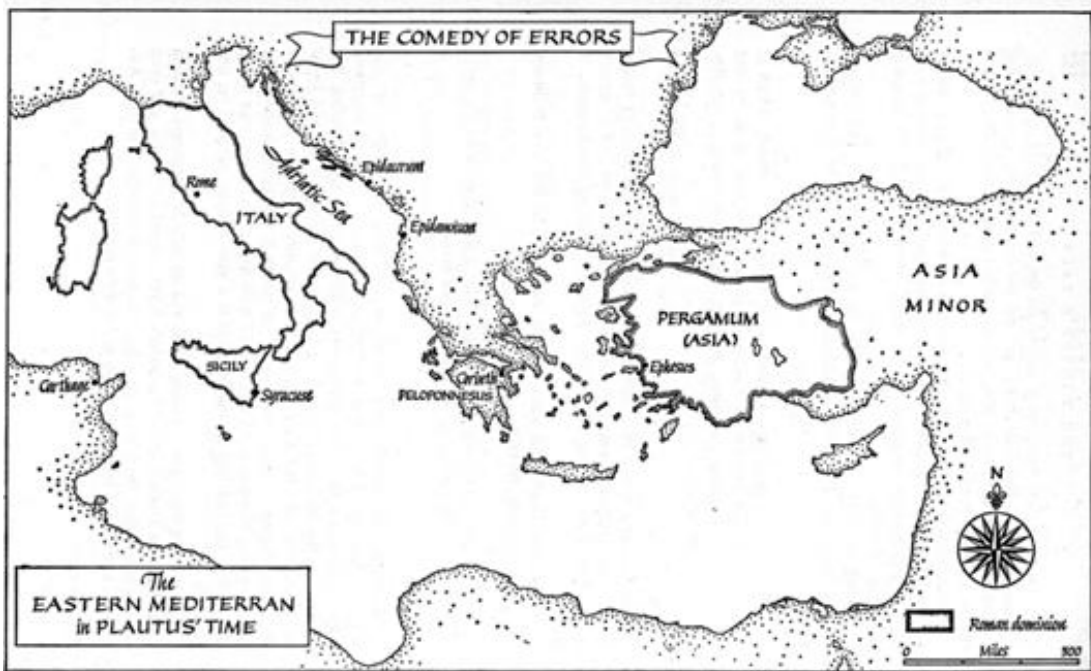 THE COMEDY OF ERRORS
Adriatic Sea
Epidaurum
Rome
ITALY
Epidamium
ASIA
MINOR
PERGAMUM
(ASIA)
SICILY
Ephesus
Carthage
Corinth
PELOPONNESUS
Syracuse
N
The
EASTERN MEDITERRAN
in PLAUTUS' TIME
Roman dominion
0 Miles 300